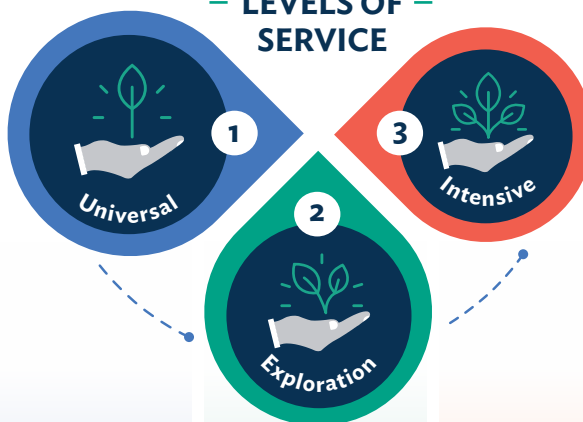 – LEVELS OF –
SERVICE
1
Universal
2
Exploration
3
Intensive